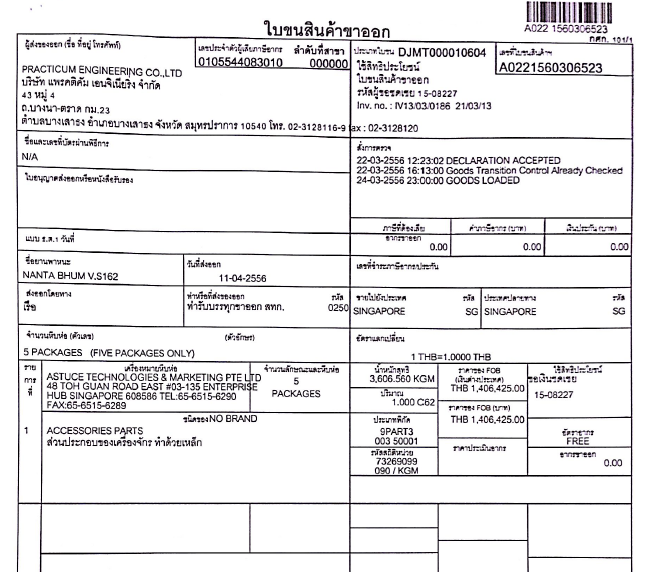 ใบขนสินค้าขาออก
A022 1560306523
กศก. 101/1
ผู้ส่งของออก (ชื่อ ที่อยู่ โทรศัพท์)
PRACTICUM ENGINEERING CO.,LTD
บริษัท แพรคติคัม เอนจิเนียริง จำกัด
43 หมู่ 4
ถ.บางนา-ตราด กม.23
ตำบลบางเสาธง อำเภอบางเสาธง จังหวัด สมุทรปราการ 10540 โทร. 02-3128116-9 fax : 02-3128120
เลขประจำตัวผู้เสียภาษีอากร ลำดับที่สาขา
0105544083010 000000
ประเภทใบขน DJMT000010604
ใช้สิทธิประโยชน์
ใบขนสินค้าขาออก
รหัสผู้ขอชดเชย 15-08227
Inv. no. : IV13/03/0186 21/03/13
เลขที่ใบขนสินค้าฯ
A0221560306523
ชื่อและเลขที่บัตรผ่านพิธีการ
N/A
ใบอนุญาตส่งออกหรือหนังสือรับรอง
สั่งการตรวจ
22-03-2556 12:23:02 DECLARATION ACCEPTED
22-03-2556 16:13:00 Goods Transition Control Already Checked
24-03-2556 23:00:00 GOODS LOADED
แบบ ธ.ต.1 วันที่
ภาษีที่ต้องเสีย ค่าภาษีอากร (บาท) เงินประกัน (บาท)
อากรขาออก
0.00 0.00 0.00
ชื่อยานพาหนะ
NANTA BHUM V.S162
วันที่ส่งออก
11-04-2556
เลขที่ชำระภาษีอากร/ประกัน
ส่งออกโดยทาง
เรือ
ท่าหรือที่ส่งของออก รหัส
ท่ารับบรรทุกขาออก สทก. 0250
ขายไปยังประเทศ รหัส
SINGAPORE SG
ประเทศปลายทาง รหัส
SINGAPORE SG
จำนวนหีบห่อ (ตัวเลข) (ตัวอักษร)
5 PACKAGES (FIVE PACKAGES ONLY)
อัตราแลกเปลี่ยน
1 THB=1.0000 THB
รายการที่
เครื่องหมายหีบห่อ
ASTUCE TECHNOLOGIES & MARKETING PTE LTD
48 TOH GUAN ROAD EAST #03-135 ENTERPRISE
HUB SINGAPORE 608586 TEL:65-6515-6290
FAX:65-6515-6289
จำนวนลักษณะและหีบห่อ
5
PACKAGES
น้ำหนักสุทธิ
3,606.560 KGM
ปริมาณ
1.000 C62
ราคาของ FOB
(เงินต่างประเทศ)
THB 1,406,425.00
ราคาของ FOB (บาท)
THB 1,406,425.00
ใช้สิทธิประโยชน์
ขอเงินชดเชย
15-08227
1
ชนิดของ NO BRAND
ACCESSORIES PARTS
ส่วนประกอบของเครื่องจักร ทำด้วยเหล็ก
ประเภทพิกัด
9PART3
003 50001
รหัสสถิติ/หน่วย
73269099
090 / KGM
ราคาประเมินอากร
อัตราอากร
FREE
อากรขาออก
0.00